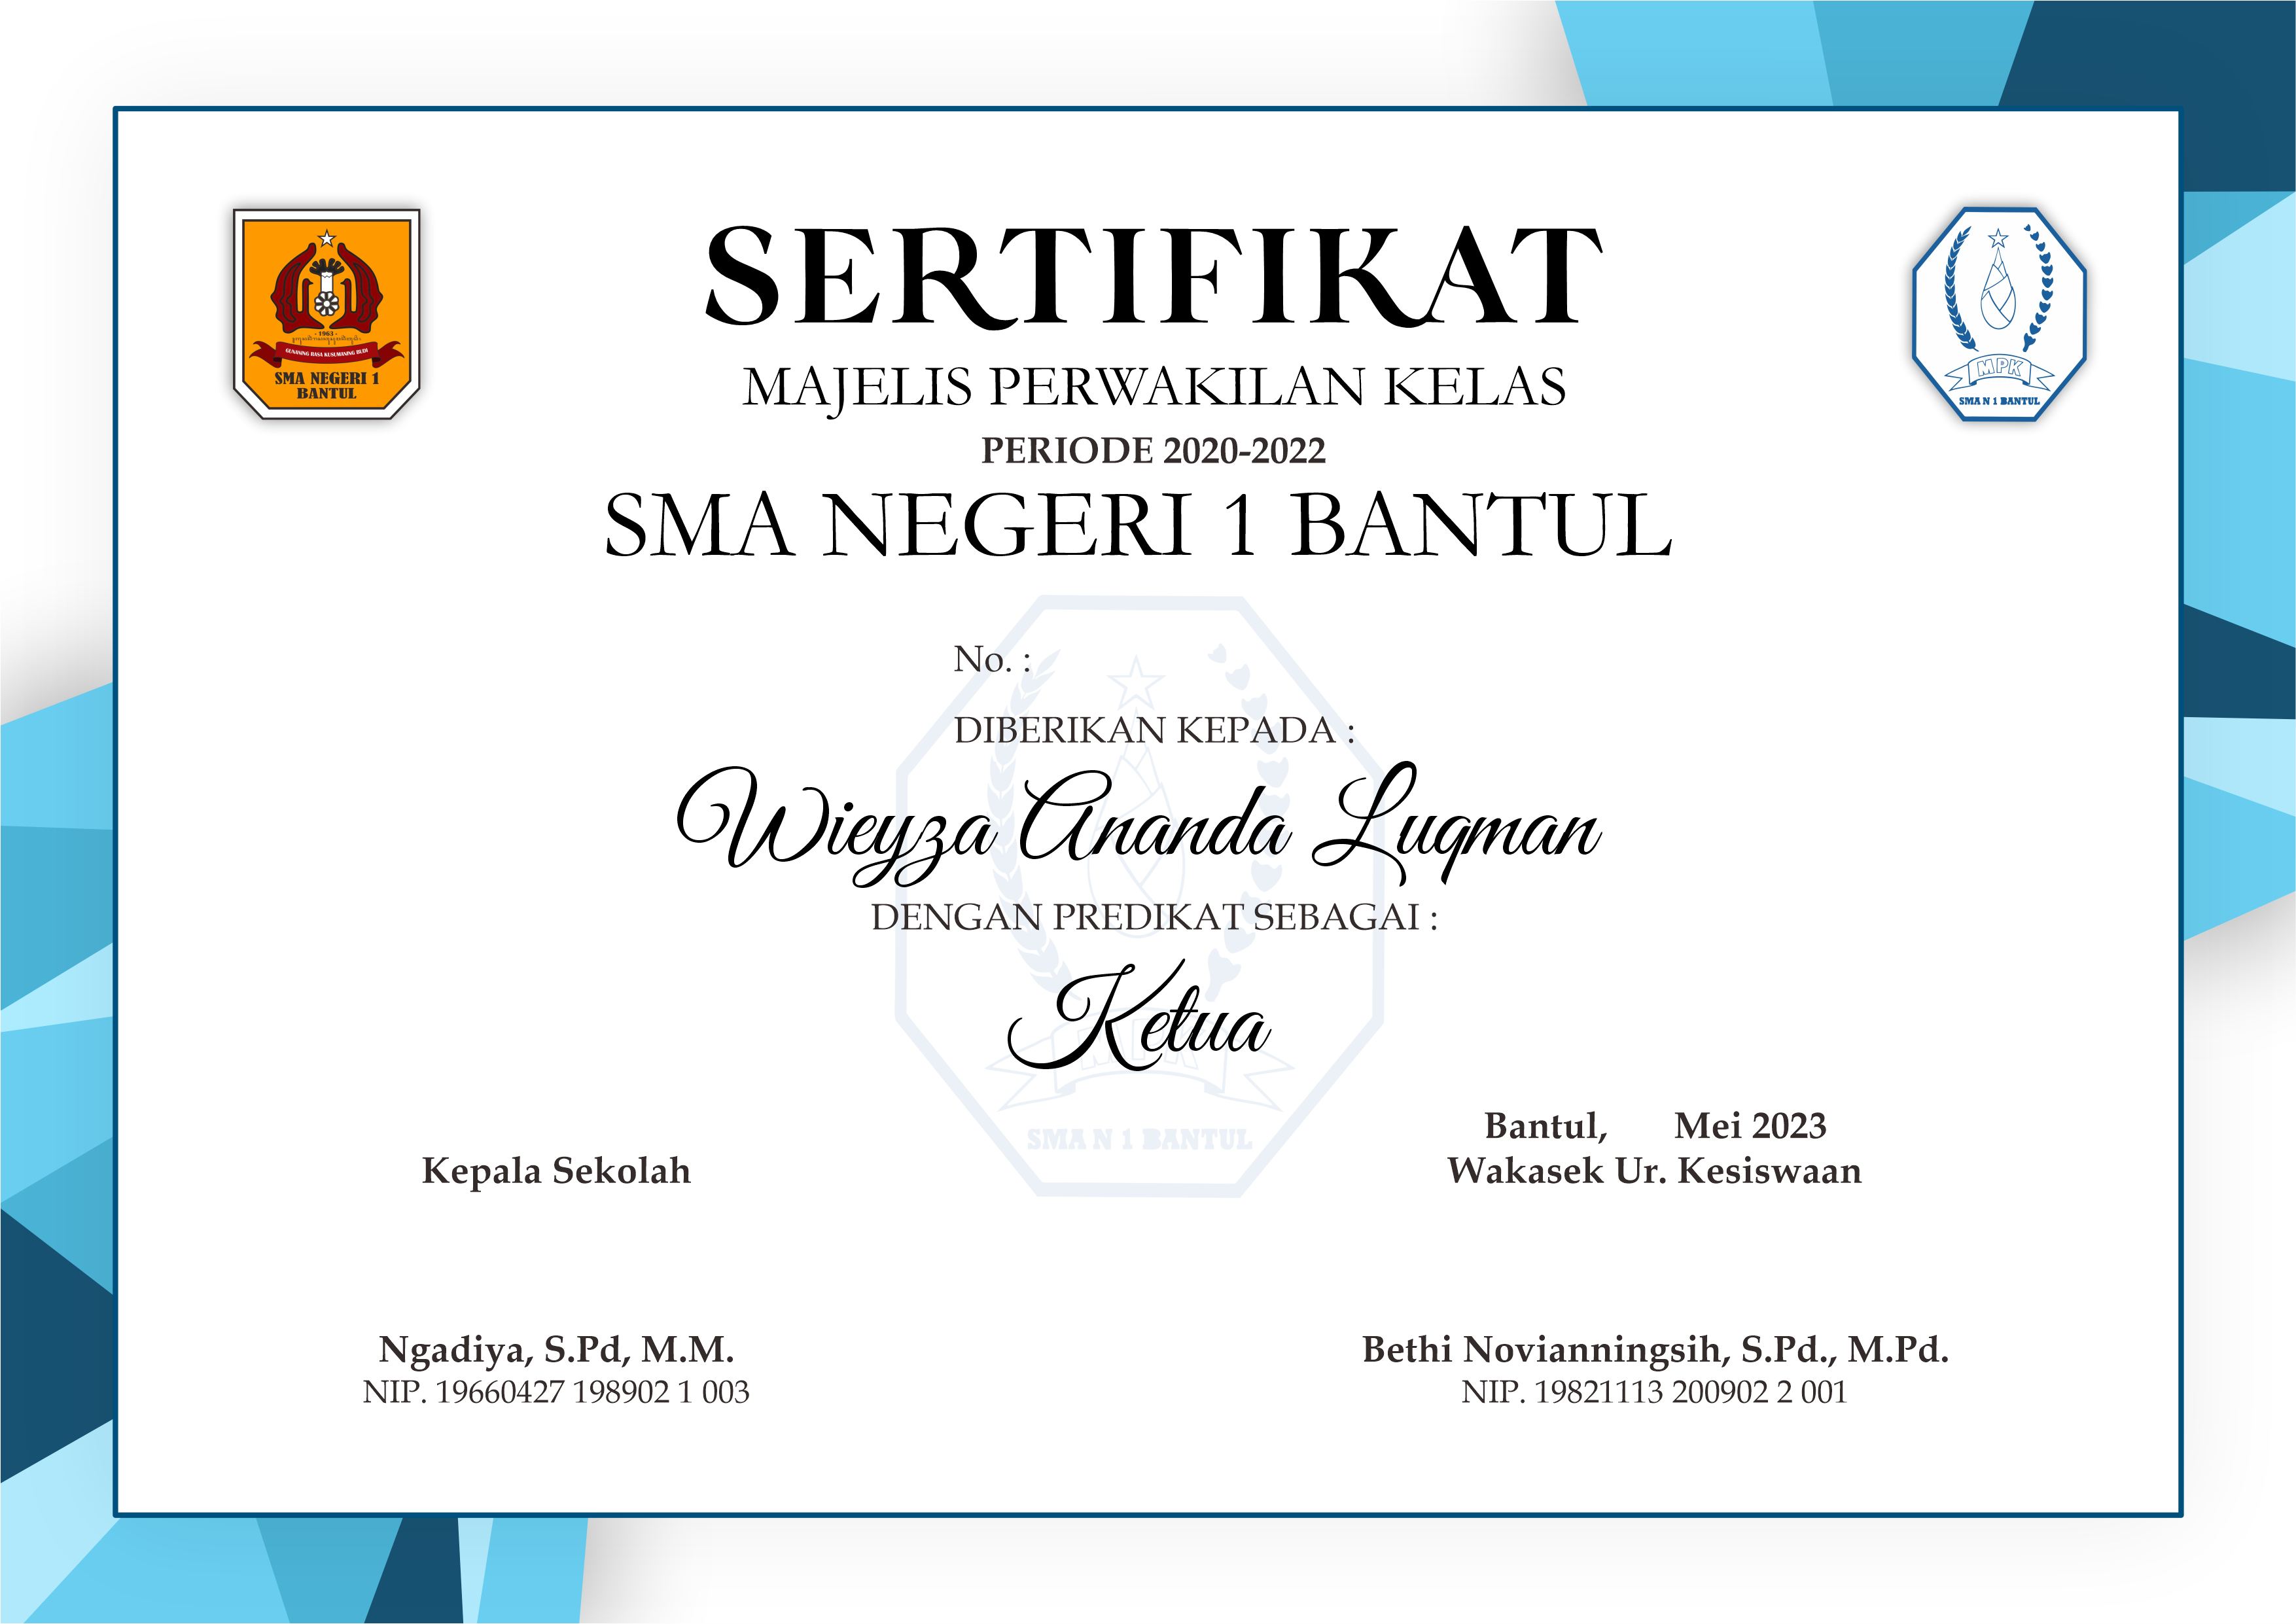 SERTIFIKAT
MAJELIS PERWAKILAN KELAS
PERIODE 2020-2022
SMA NEGERI 1 BANTUL
- 1963 -
GUNANING RASA KUSUMANING BUDI
SMA NEGERI 1
BANTUL
MPK
SMA N 1 BANTUL
No. :
DIBERIKAN KEPADA :
Wieyza Ananda Luqman
DENGAN PREDIKAT SEBAGAI :
Ketua
MPK
SMA N 1 BANTUL
Bantul, Mei 2023
Kepala Sekolah
Wakasek Ur. Kesiswaan
Ngadiya, S.Pd, M.M.
NIP. 19660427 198902 1 003
Bethi Novianningsih, S.Pd., M.Pd.
NIP. 19821113 200902 2 001